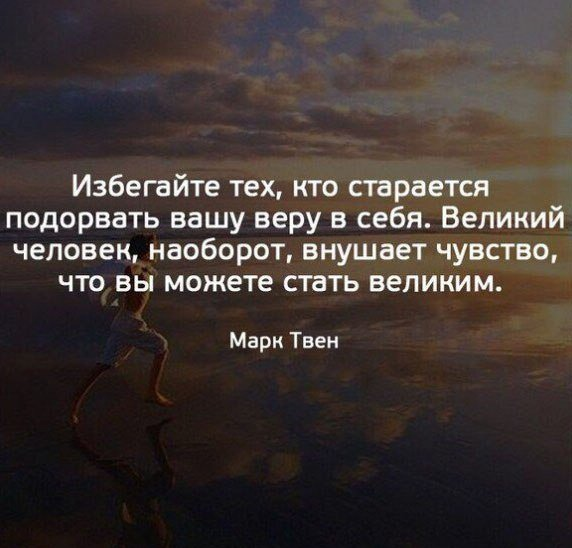 Избегайте тех, кто старается
подорвать вашу веру в себя. Великий
человек, наоборот, внушает чувство,
что вы можете стать великим.
Марк Твен